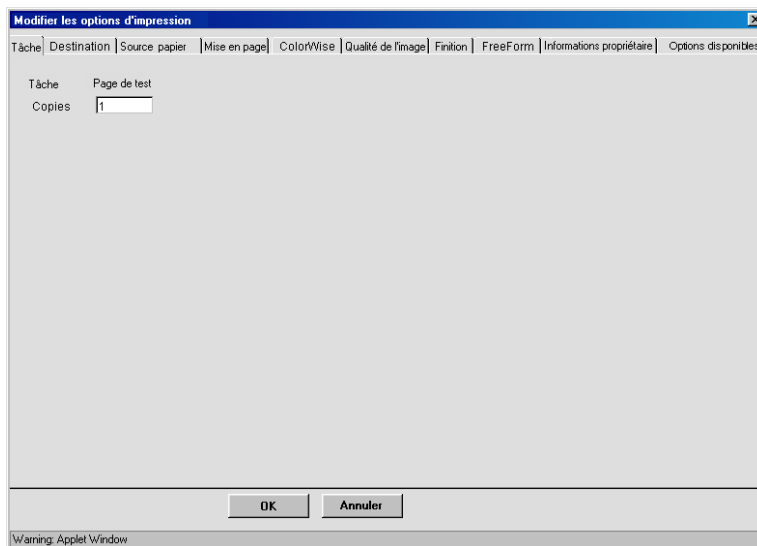 Modifier les options d'impression
Tâche Destination Source papier Mise en page ColorWise Qualité de l'image Finition FreeForm Informations propriétaire Options disponibles
Tâche Page de test
Copies 1
OK Annuler
Warning: Applet Window